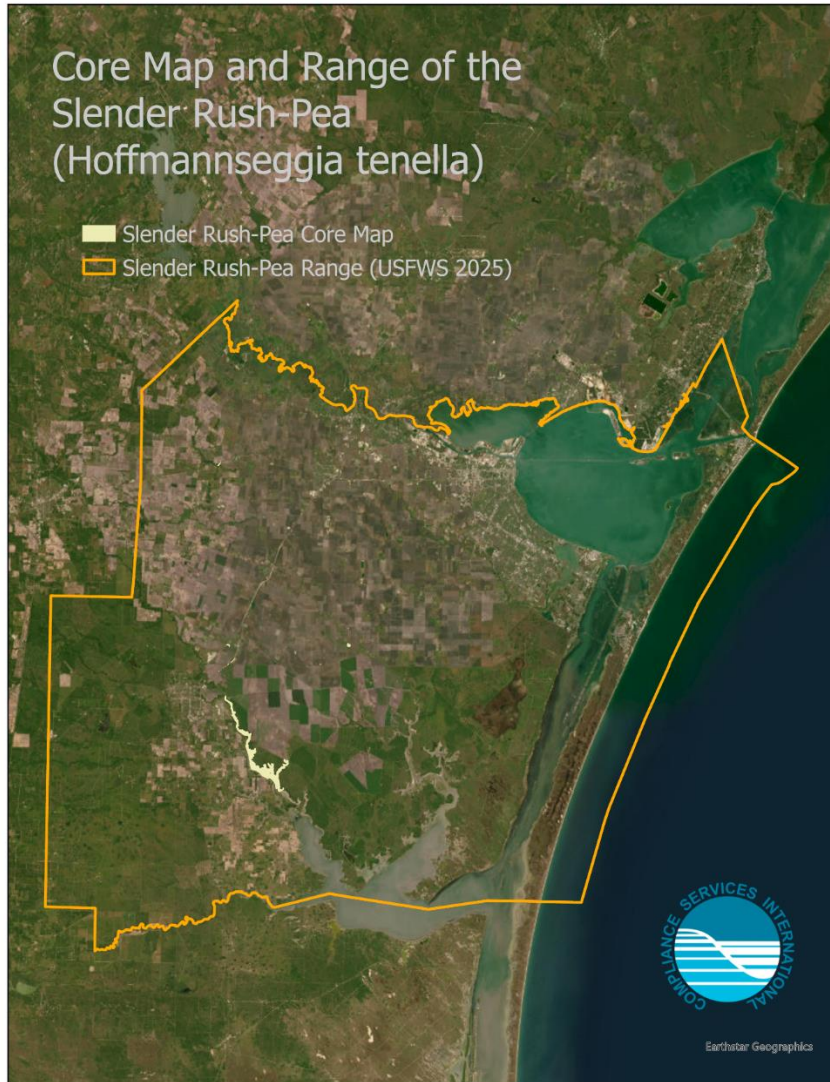 Core Map and Range of the
Slender Rush-Pea
(Hoffmannseggia tenella)
Slender Rush-Pea Core Map
Slender Rush-Pea Range (USFWS 2025)
COMPLIANCE SERVICES INTERNATIONAL
Earthstar Geographics